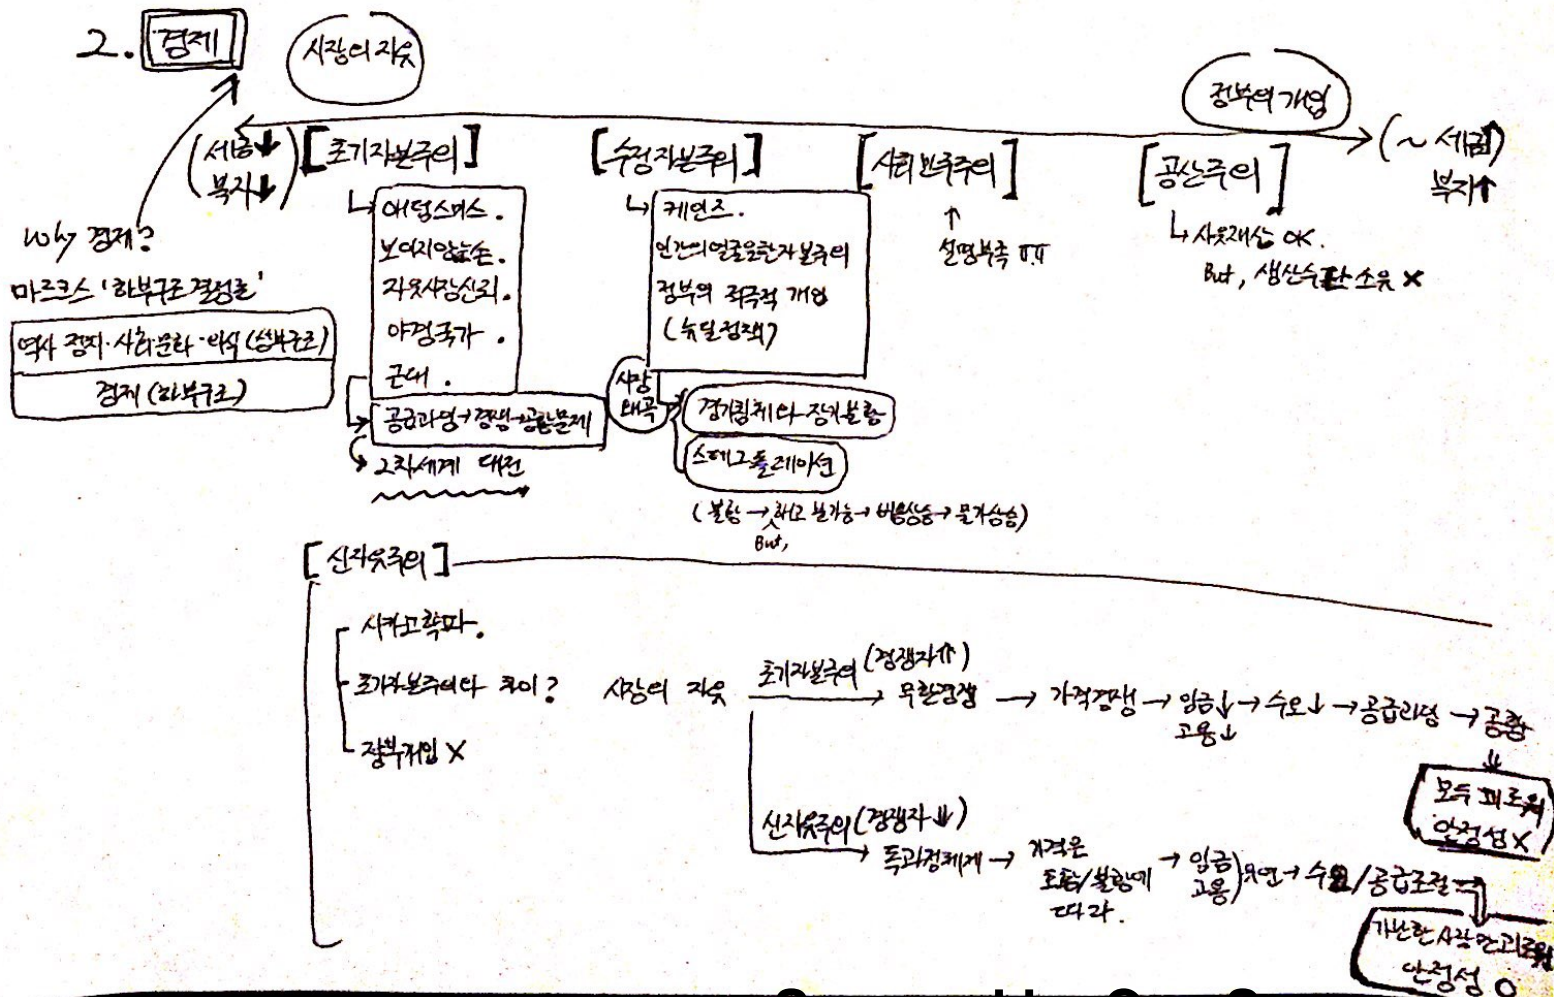 2. 경제
시장의 자유
정부의 개입
(세금↓
복지↓)
[초기자본주의]
[수정자본주의]
[사회민주주의]
[공산주의]
(~ 세금↑)
복지↑
↳ 애덤스미스.
보이지않는손.
자유시장신뢰.
야경국가.
근대.
공급과잉→경쟁→공황문제
2차세계 대전
↳ 케인즈.
인간의얼굴을한자본주의
정부의 적극적 개입
(뉴딜정책)
시장
왜곡
경기침체와 장기불황
스태그플레이션
(불황 → 해고 불가능 → 비용상승 → 물가상승)
But,
↑
설명부족 ㅠㅠ
↳ 사유재산 OK.
But, 생산수단 소유 X
Why 경제?
마르크스 '하부구조 결정론'
역사 정치·사회문화·의식 (상부구조)
경제 (하부구조)
[신자유주의]
시카고학파.
초기자본주의와 차이?
정부개입 X
시장의 자유
초기자본주의 (경쟁자⇑)
무한경쟁 → 가격경쟁 → 임금↓ → 수요↓ → 공급과잉 → 공황
고용↓
모두 괴로워
안정성 X
신자유주의 (경쟁자⇓)
독과점체제 → 가격은
호황/불황에
따라.
→ 임금
고용) 유연 → 수요/공급조절 ⇒
가난한 사람만 괴로워
안정성 O